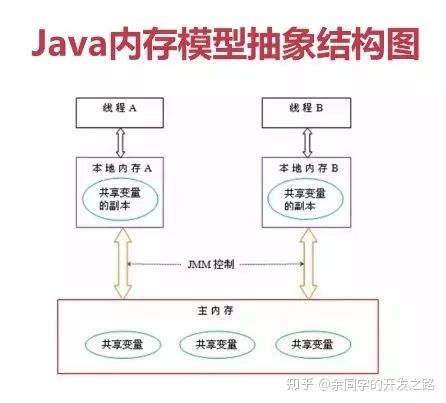 Java内存模型抽象结构图
线程 A
线程 B
本地内存 A
本地内存 B
共享变量
的副本
共享变量
的副本
JMM 控制
主内存
共享变量
共享变量
共享变量
知乎 @余同学的开发之路